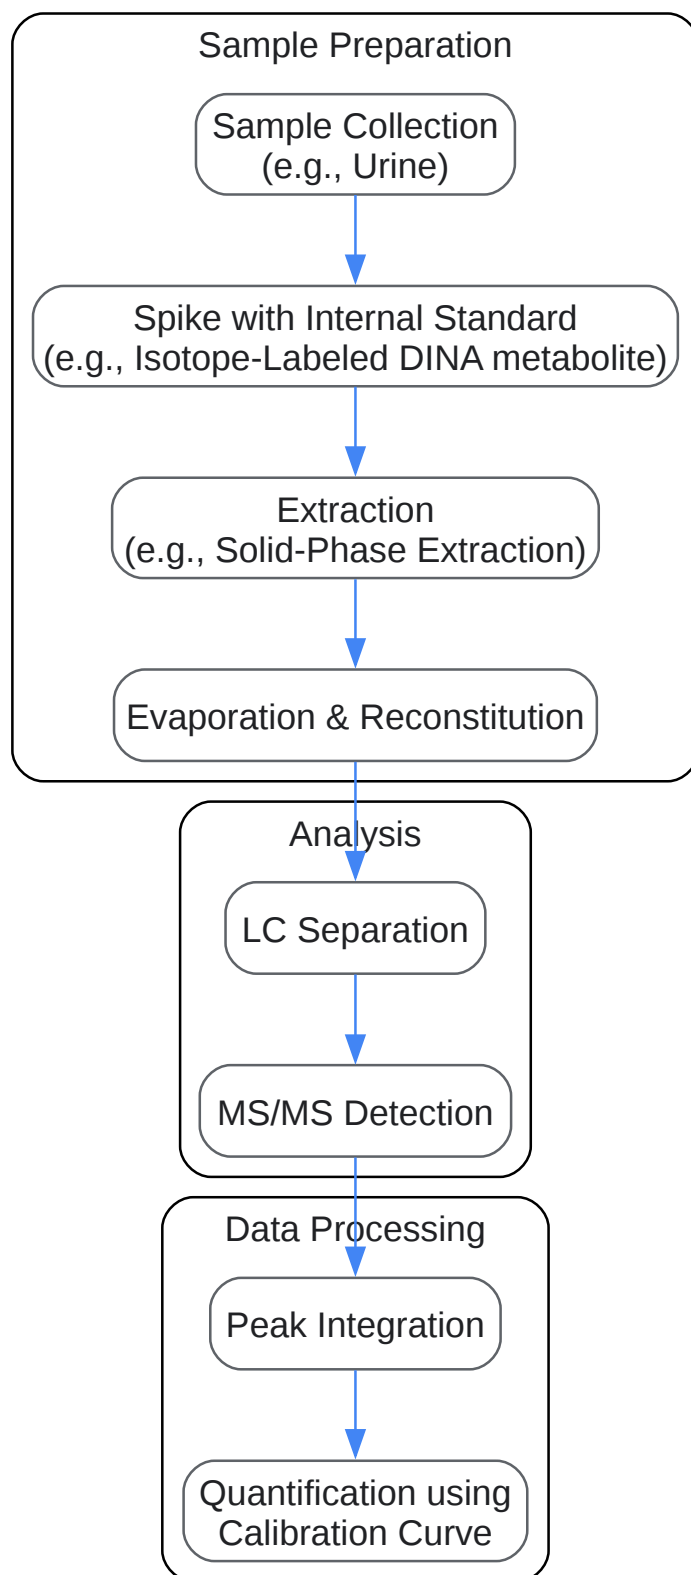 Sample Preparation
Sample Collection
(e.g., Urine)
Spike with Internal Standard
(e.g., Isotope-Labeled DINA metabolite)
Extraction
(e.g., Solid-Phase Extraction)
Evaporation & Reconstitution
Analysis
LC Separation
MS/MS Detection
Data Processing
Peak Integration
Quantification using
Calibration Curve